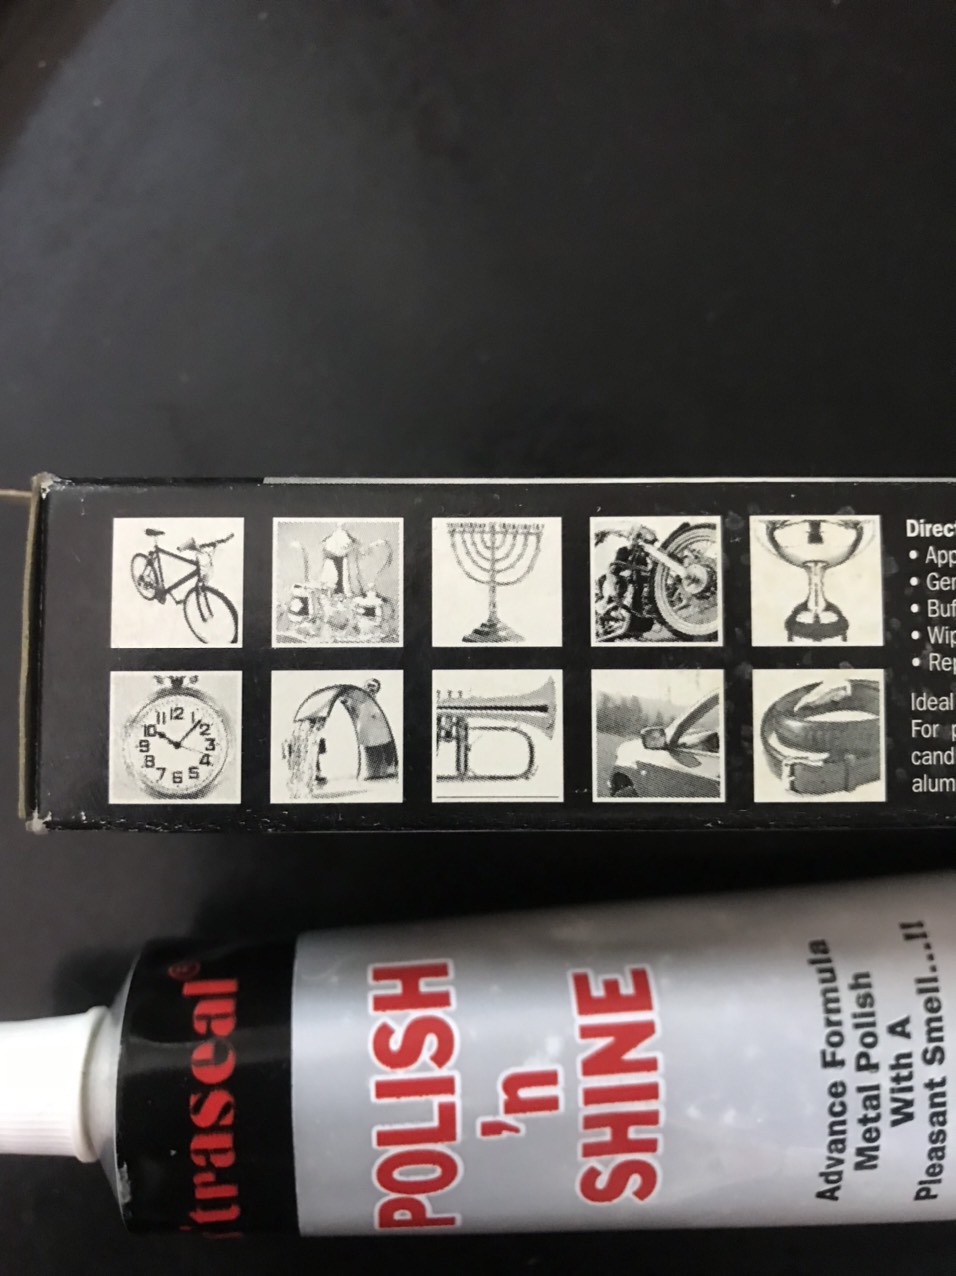 Direct
• App
• Ger
• Buf
• Wip
• Rep
Ideal
For p
cand
alum
12
1
2
3
4
5
6
7
8
9
10
11
traseal®
POLISH
'n
SHINE
Advance Formula
Metal Polish
With A
Pleasant Smell...!!